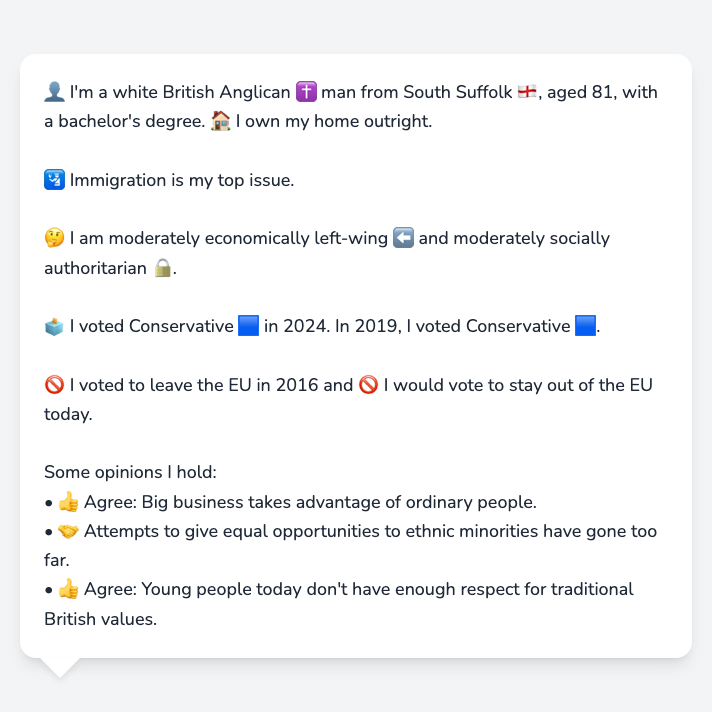 👤 I'm a white British Anglican ✝️ man from South Suffolk 🏴󠁧󠁢󠁥󠁮󠁧󠁿, aged 81, with
a bachelor's degree. 🏠 I own my home outright.
🛂 Immigration is my top issue.
🤔 I am moderately economically left-wing ⬅️ and moderately socially
authoritarian 🔒.
🗳️ I voted Conservative 🟦 in 2024. In 2019, I voted Conservative 🟦.
🚫 I voted to leave the EU in 2016 and 🚫 I would vote to stay out of the EU
today.
Some opinions I hold:
• 👍 Agree: Big business takes advantage of ordinary people.
• 🤝 Attempts to give equal opportunities to ethnic minorities have gone too
far.
• 👍 Agree: Young people today don't have enough respect for traditional
British values.